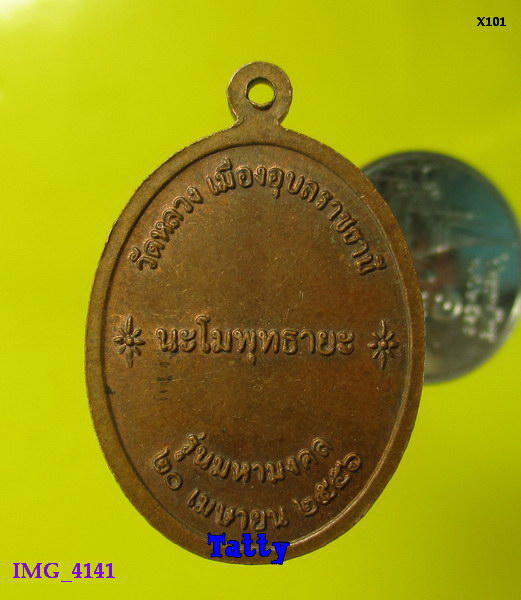 X101
วัดหลวง เมืองอุบลราชธานี
นะโมพุทธายะ
รุ่นมหามงคล
๒๐ เมษายน ๒๕๕๖
Tatty
IMG_4141